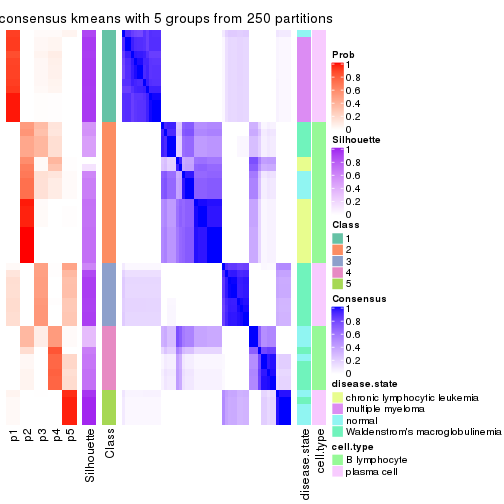 consensus kmeans with 5 groups from 250 partitions
Prob
1
0.8
0.6
0.4
0.2
0
Silhouette
1
0.8
0.6
0.4
0.2
0
Class
1
2
3
4
5
Consensus
1
0.8
0.6
0.4
0.2
0
disease.state
chronic lymphocytic leukemia
multiple myeloma
normal
Waldenstrom's macroglobulinemia
cell.type
B lymphocyte
plasma cell
p1
p2
p3
p4
p5
Silhouette
Class
disease.state
cell.type